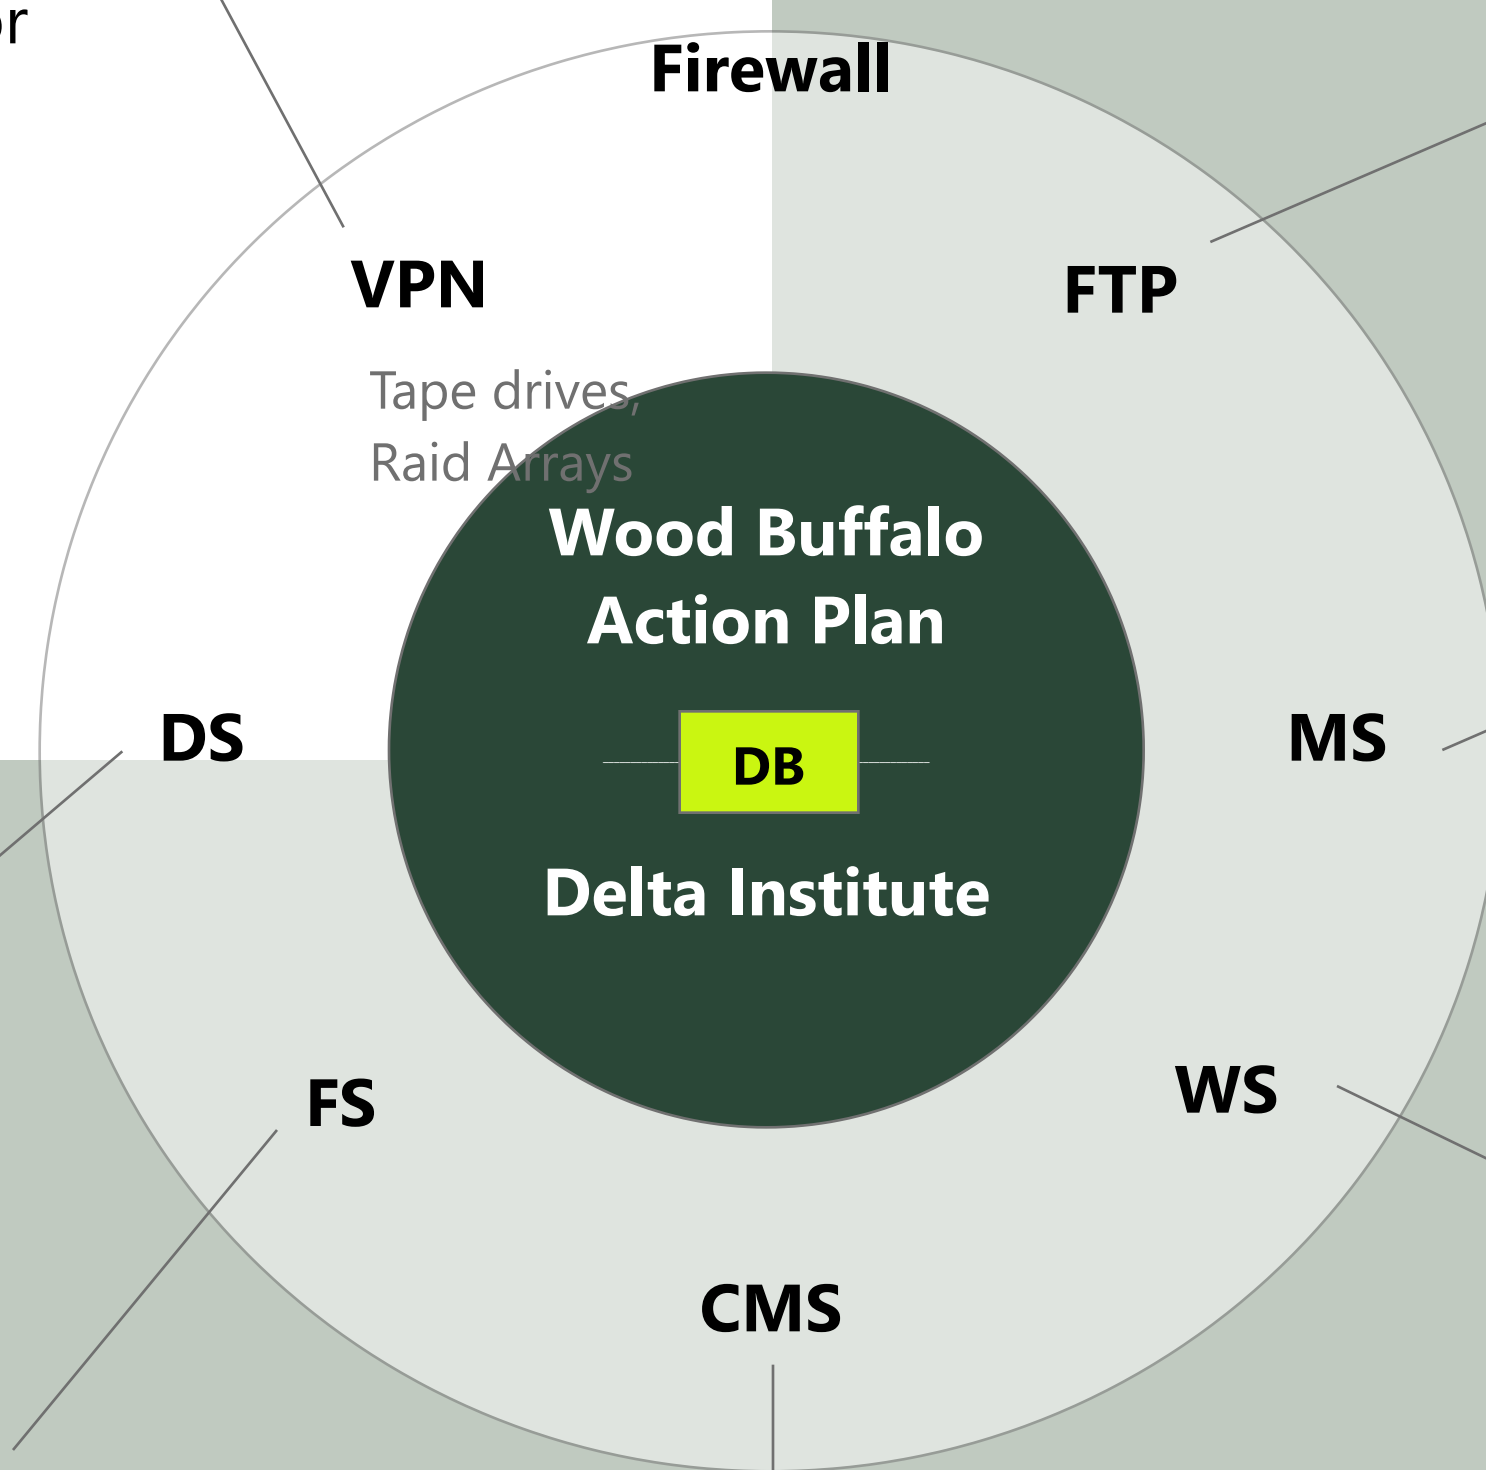 or
Firewall
VPN
FTP
Tape drives,
Raid Arrays
Wood Buffalo
Action Plan
DS
DB
MS
Delta Institute
FS
WS
CMS